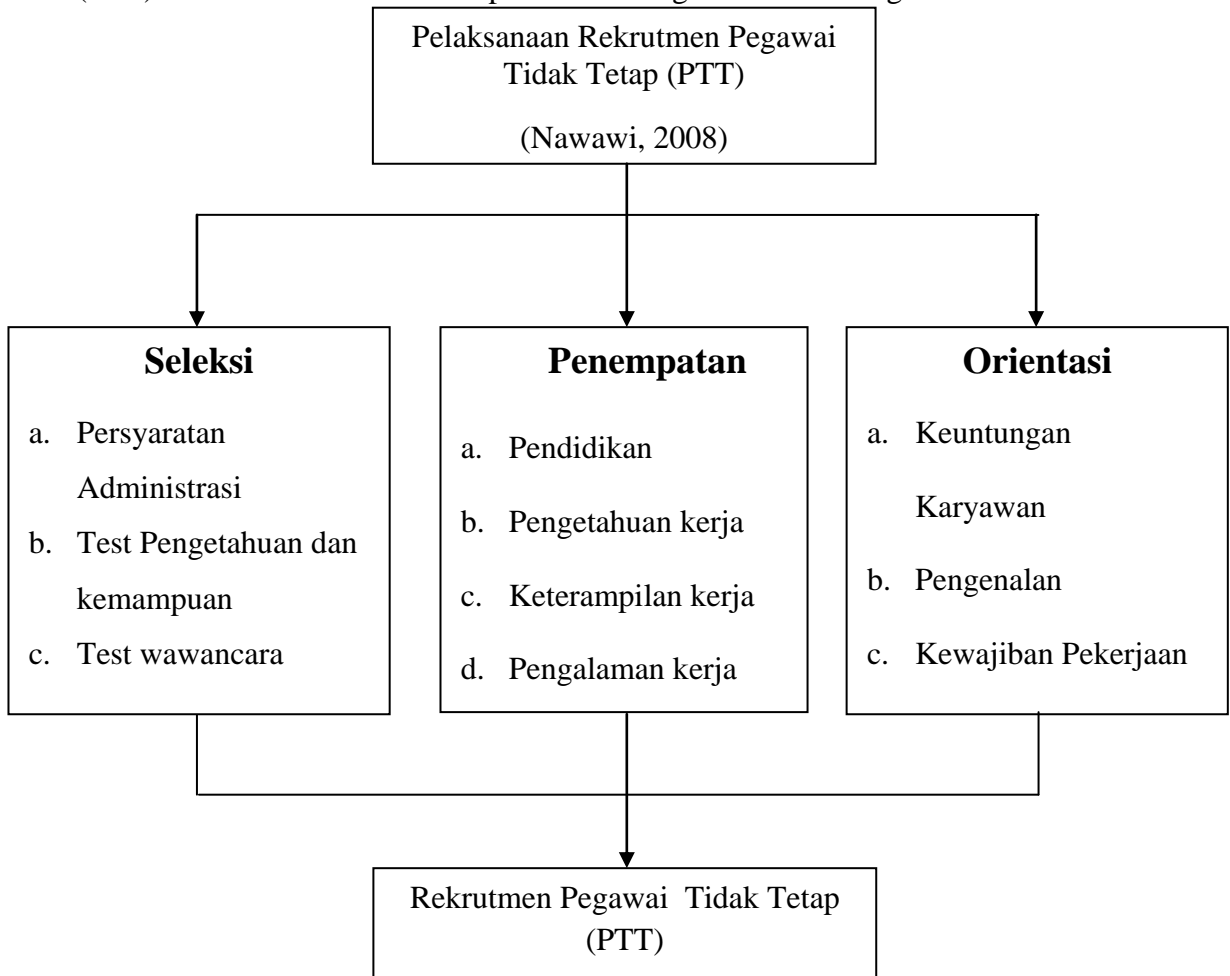 Pelaksanaan Rekrutmen Pegawai
Tidak Tetap (PTT)
(Nawawi, 2008)
Seleksi
a. Persyaratan
Administrasi
b. Test Pengetahuan dan
kemampuan
c. Test wawancara
Penempatan
a. Pendidikan
b. Pengetahuan kerja
c. Keterampilan kerja
d. Pengalaman kerja
Orientasi
a. Keuntungan
Karyawan
b. Pengenalan
c. Kewajiban Pekerjaan
Rekrutmen Pegawai Tidak Tetap
(PTT)